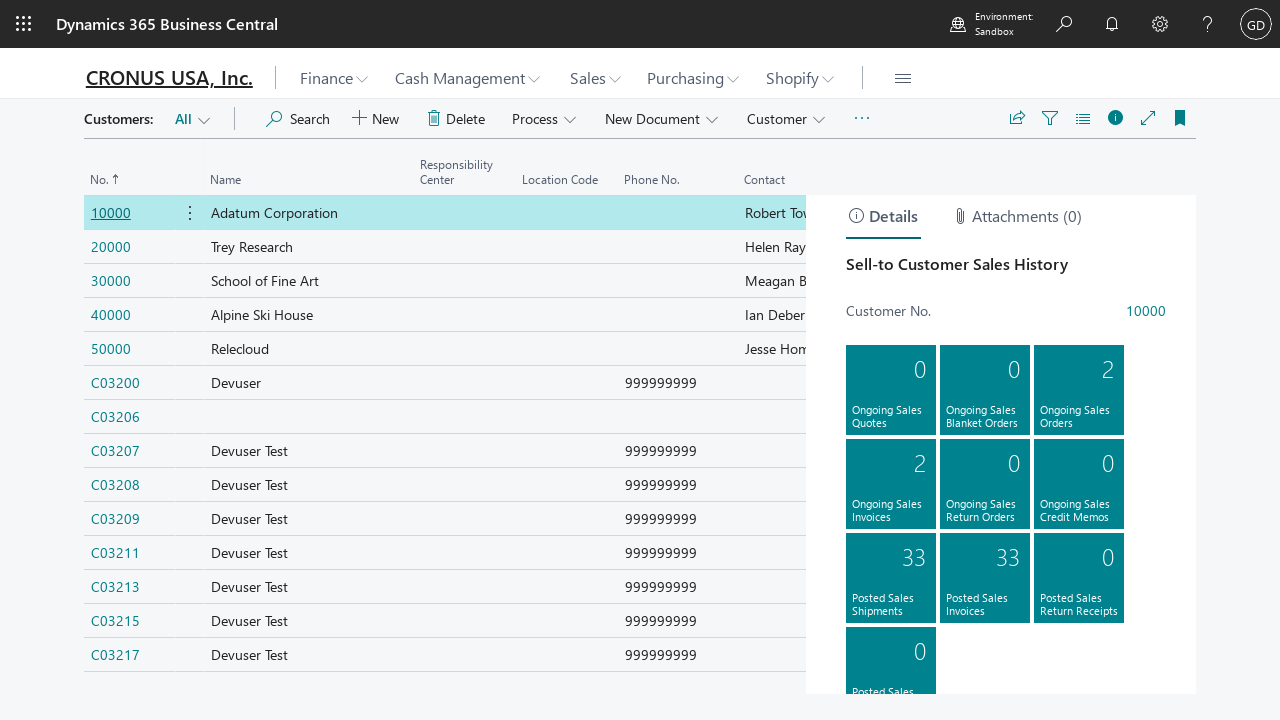 Dynamics 365 Business Central
Environment:
Sandbox
GD
CRONUS USA, Inc.
Finance
Cash Management
Sales
Purchasing
Shopify
Customers:
All
Search
New
Delete
Process
New Document
Customer
No. ↑
Name
Responsibility
Center
Location Code
Phone No.
Contact
10000 Adatum Corporation Robert
20000 Trey Research Helen Ray
30000 School of Fine Art Meagan
40000 Alpine Ski House Ian Deber
50000 Relecloud Jesse
C03200 Devuser 999999999
C03206
C03207 Devuser Test 999999999
C03208 Devuser Test 999999999
C03209 Devuser Test 999999999
C03211 Devuser Test 999999999
C03213 Devuser Test 999999999
C03215 Devuser Test 999999999
C03217 Devuser Test 999999999
Details
Attachments (0)
Sell-to Customer Sales History
Customer No. 10000
0
Ongoing Sales
Quotes
0
Ongoing Sales
Blanket Orders
2
Ongoing Sales
Orders
2
Ongoing Sales
Invoices
0
Ongoing Sales
Return Orders
0
Ongoing Sales
Credit Memos
33
Posted Sales
Shipments
33
Posted Sales
Invoices
0
Posted Sales
Return Receipts
0
Posted Sales